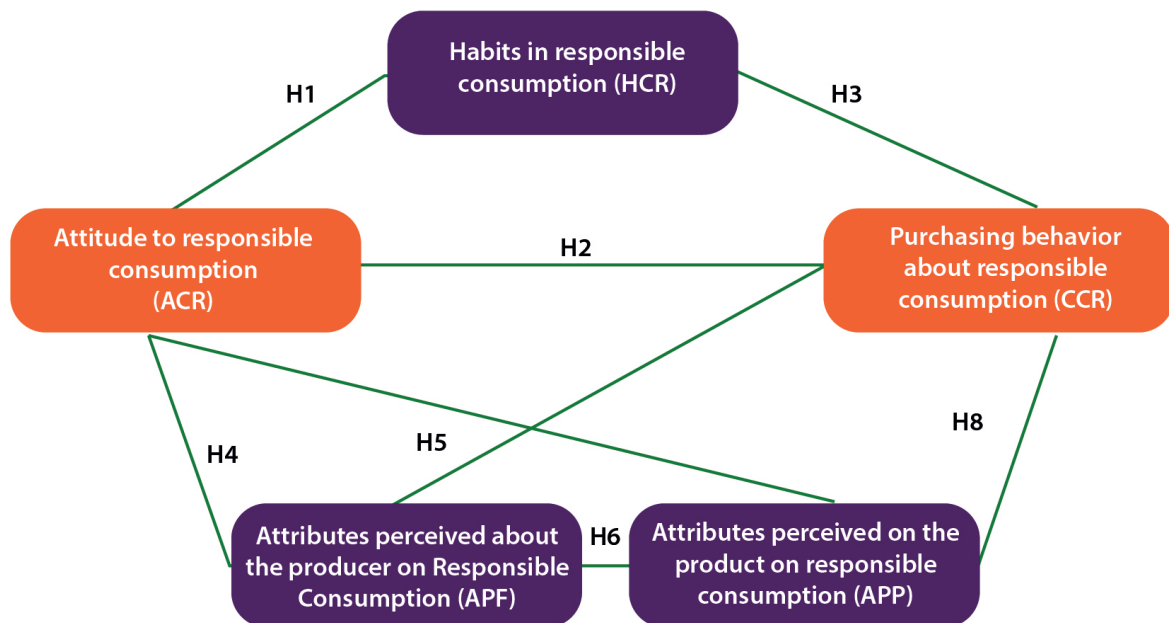 Habits in responsible
consumption (HCR)
H1
H3
Attitude to responsible
consumption
(ACR)
H2
Purchasing behavior
about responsible
consumption (CCR)
H4
H5
H8
Attributes perceived about
the producer on Responsible
Consumption (APF)
H6
Attributes perceived on the
product on responsible
consumption (APP)